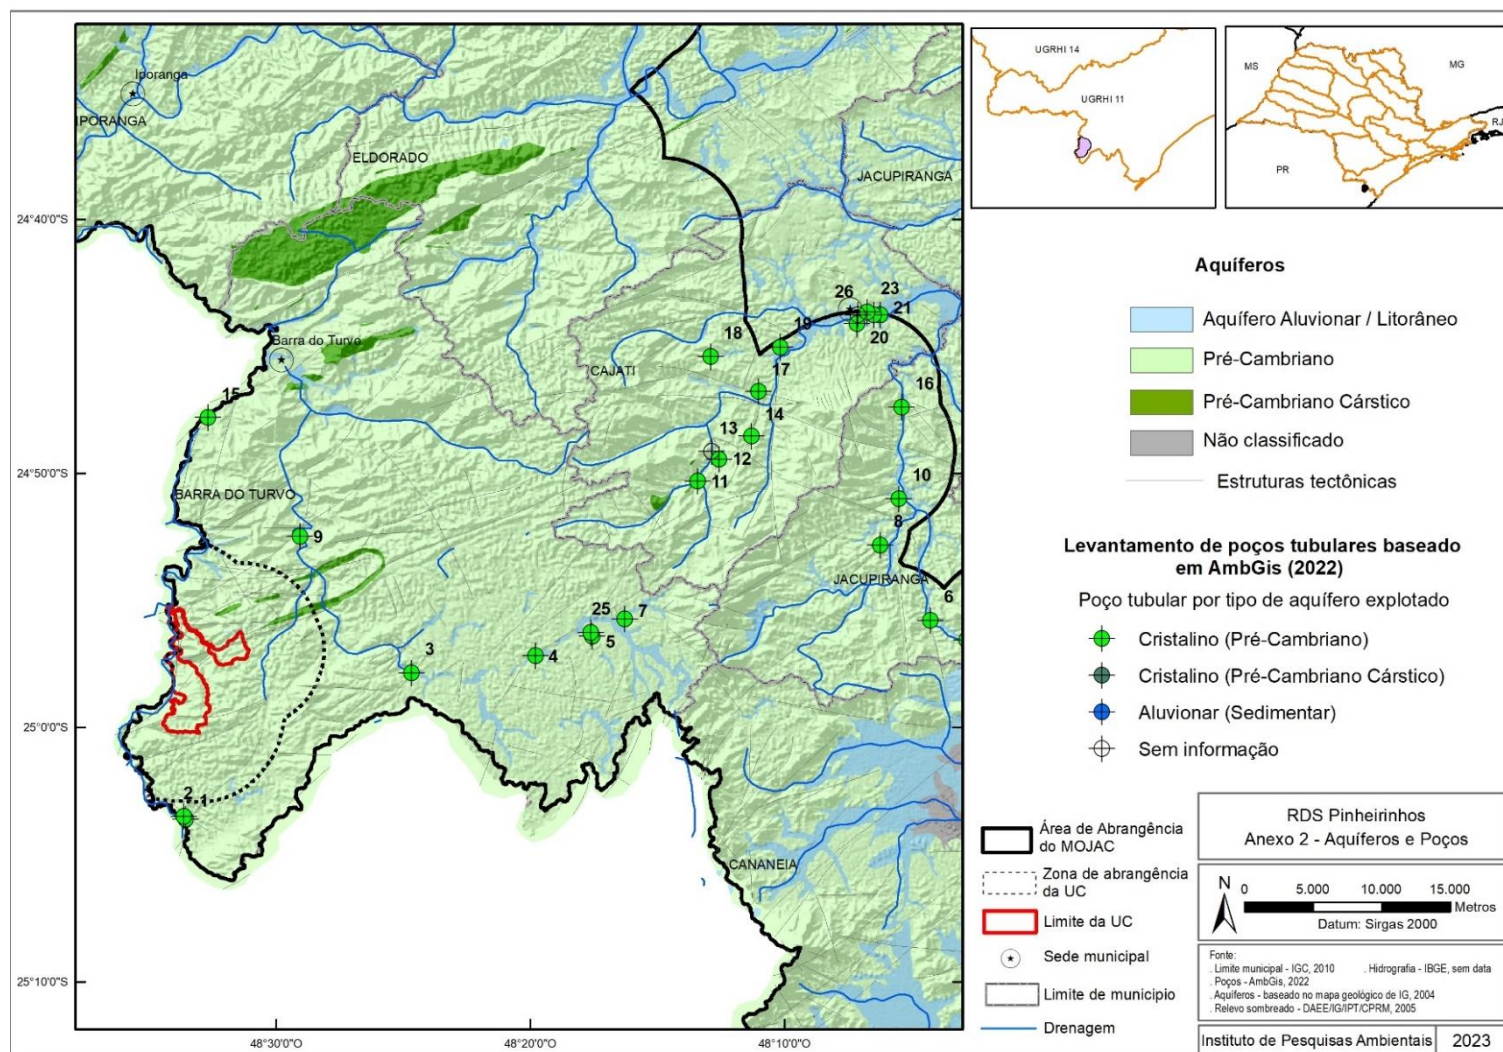 Iporanga
IPORANGA
ELDORADO
JACUPIRANGA
24°40'0"S
26
23
21
20
19
18
17
Barra do Turvo
CAJATI
16
15
14
13
12
11
24°50'0"S
BARRA DO TURVO
10
9
8
JACUPIRANGA
6
25
7
5
4
3
25°0'0"S
2
1
CANANEIA
25°10'0"S
48°30'0"W
48°20'0"W
48°10'0"W
UGRHI 14
UGRHI 11
MS
MG
RJ
PR
Aquíferos
Aquífero Aluvionar / Litorâneo
Pré-Cambriano
Pré-Cambriano Cárstico
Não classificado
Estruturas tectônicas
Levantamento de poços tubulares baseado
em AmbGis (2022)
Poço tubular por tipo de aquífero explotado
Cristalino (Pré-Cambriano)
Cristalino (Pré-Cambriano Cárstico)
Aluvionar (Sedimentar)
Sem informação
Área de Abrangência
do MOJAC
Zona de abrangência
da UC
Limite da UC
Sede municipal
Limite de municipio
Drenagem
RDS Pinheirinhos
Anexo 2 - Aquíferos e Poços
N
0 5.000 10.000 15.000
Metros
Datum: Sirgas 2000
Fonte:
. Limite municipal - IGC, 2010 . Hidrografia - IBGE, sem data
. Poços - AmbGis, 2022
. Aquíferos - baseado no mapa geológico de IG, 2004
. Relevo sombreado - DAEE/IG/IPT/CPRM, 2005
Instituto de Pesquisas Ambientais 2023